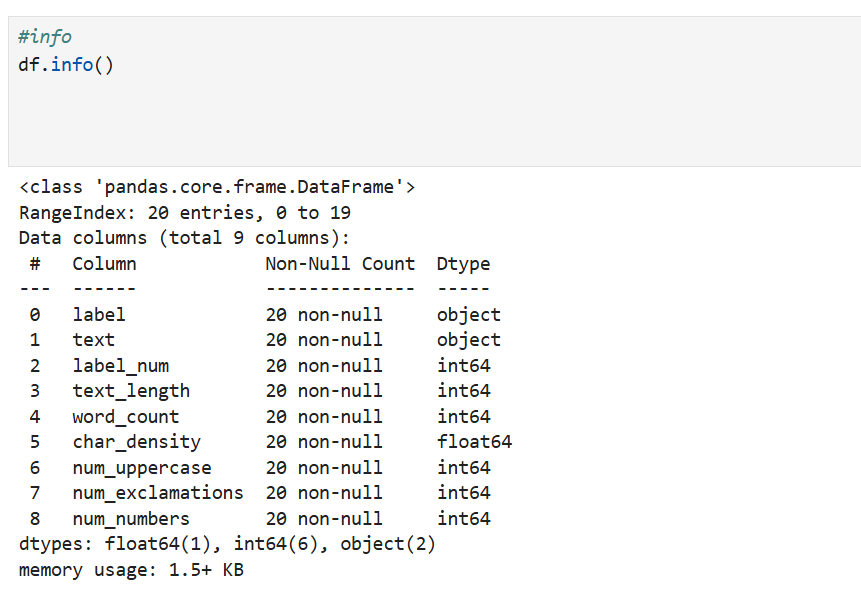 #info
df.info()
<class 'pandas.core.frame.DataFrame'>
RangeIndex: 20 entries, 0 to 19
Data columns (total 9 columns):
 #   Column            Non-Null Count  Dtype
---  ------            --------------  -----
 0   label             20 non-null     object
 1   text              20 non-null     object
 2   label_num         20 non-null     int64
 3   text_length       20 non-null     int64
 4   word_count        20 non-null     int64
 5   char_density      20 non-null     float64
 6   num_uppercase     20 non-null     int64
 7   num_exclamations  20 non-null     int64
 8   num_numbers       20 non-null     int64
dtypes: float64(1), int64(6), object(2)
memory usage: 1.5+ KB